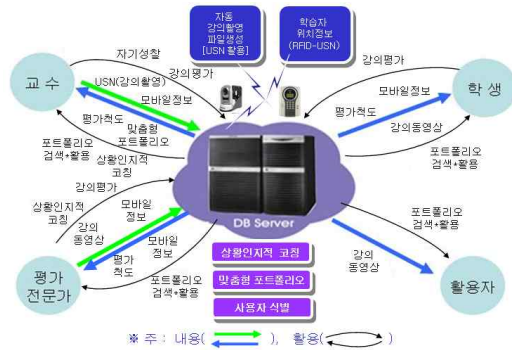 자동
강의촬영
파일생성
[USN 활용]
학습자
위치정보
(RFID-USN)
교 수
자기성찰
강의평가
USN(강의촬영)
모바일정보
평가척도
맞춤형
포트폴리오
포트폴리오
검색+활용
상황인지적
코칭
강의평가
학 생
모바일정보
평가척도
강의동영상
포트폴리오
검색+활용
DB Server
강의평가
상황인지적
코칭
강의
동영상
모바일
정보
모바일
정보
평가
척도
포트폴리오
검색+활용
평가
전문가
상황인지적 코칭
맞춤형 포트폴리오
사용자 식별
포트폴리오
검색+활용
강의
동영상
활용자
※ 주 : 내용( ), 활용( )